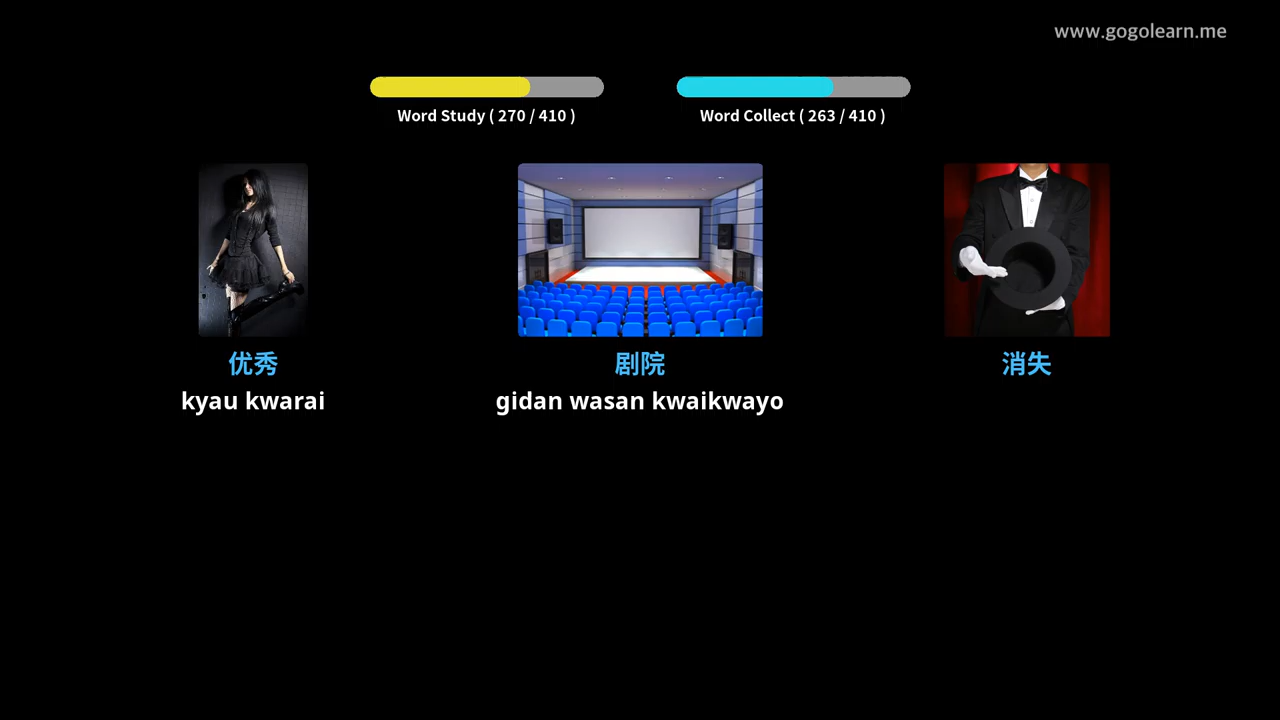 www.gogolearn.me
Word Study ( 270 / 410 )
Word Collect ( 263 / 410 )
优秀
剧院
消失
kyau kwarai
gidan wasan kwaikwayo